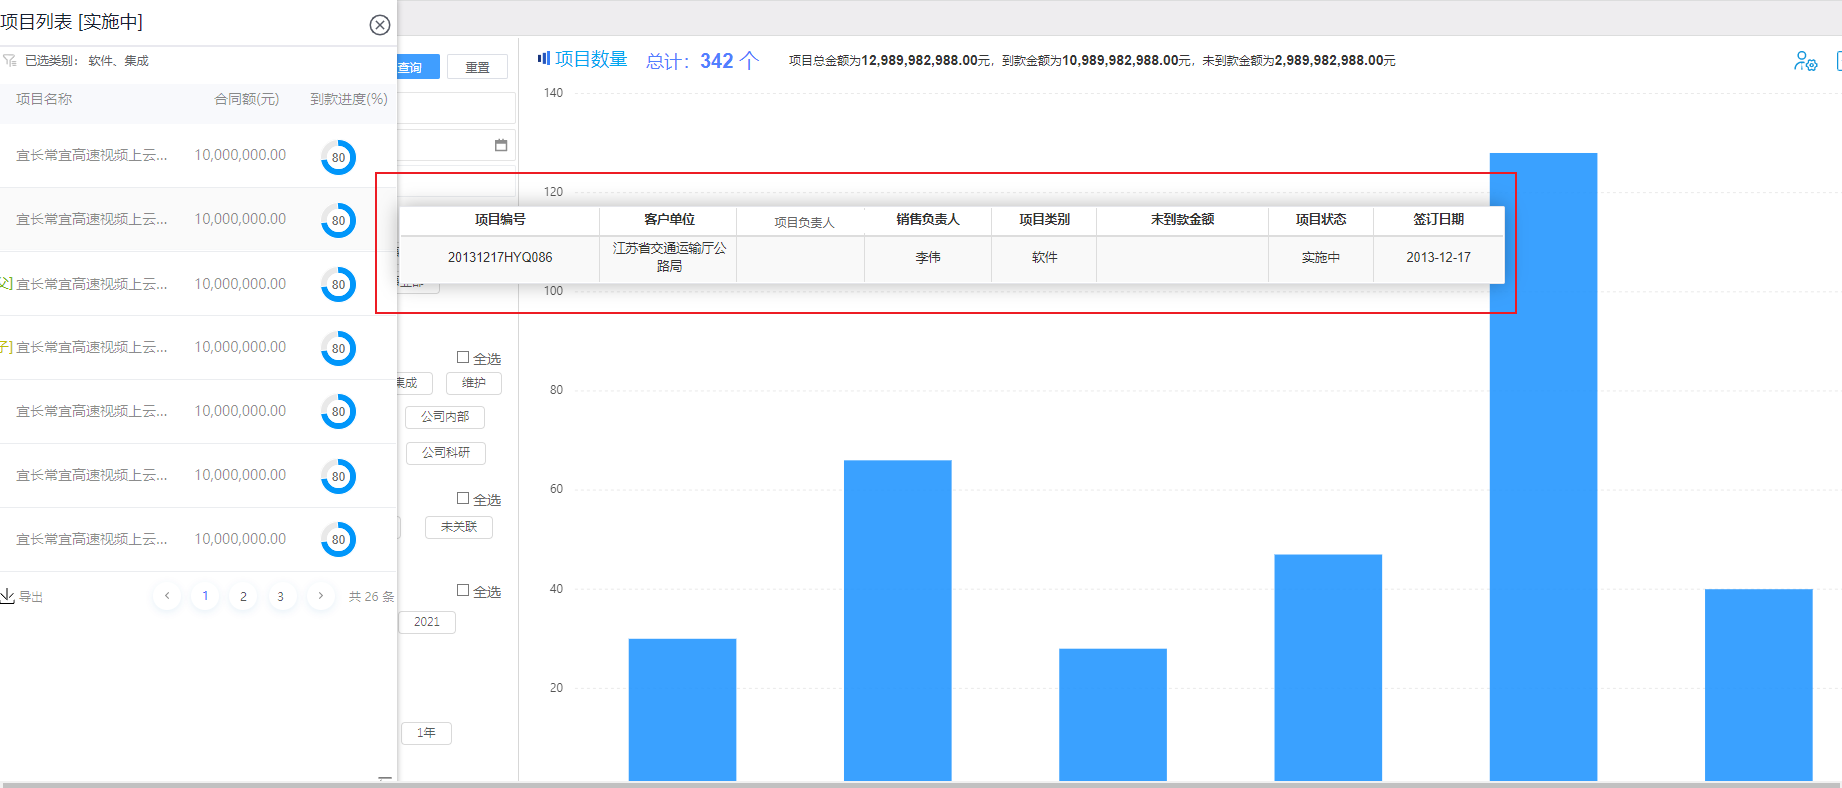 项目列表 [实施中]
已选类别： 软件、集成
项目名称 合同额(元) 到款进度(%)
宜长常宜高速视频上云... 10,000,000.00 80
宜长常宜高速视频上云... 10,000,000.00 80
父] 宜长常宜高速视频上云... 10,000,000.00 80
子] 宜长常宜高速视频上云... 10,000,000.00 80
宜长常宜高速视频上云... 10,000,000.00 80
宜长常宜高速视频上云... 10,000,000.00 80
宜长常宜高速视频上云... 10,000,000.00 80
导出 1 2 3 共 26 条
查询 重置
全选
集成 维护
公司内部
公司科研
全选
未关联
全选
2021
1年
项目数量 总计： 342 个 项目总金额为12,989,982,988.00元，到款金额为10,989,982,988.00元，未到款金额为2,989,982,988.00元
140
120
100
80
60
40
20
项目编号 客户单位 项目负责人 销售负责人 项目类别 未到款金额 项目状态 签订日期
20131217HYQ086 江苏省交通运输厅公路局 李伟 软件 实施中 2013-12-17